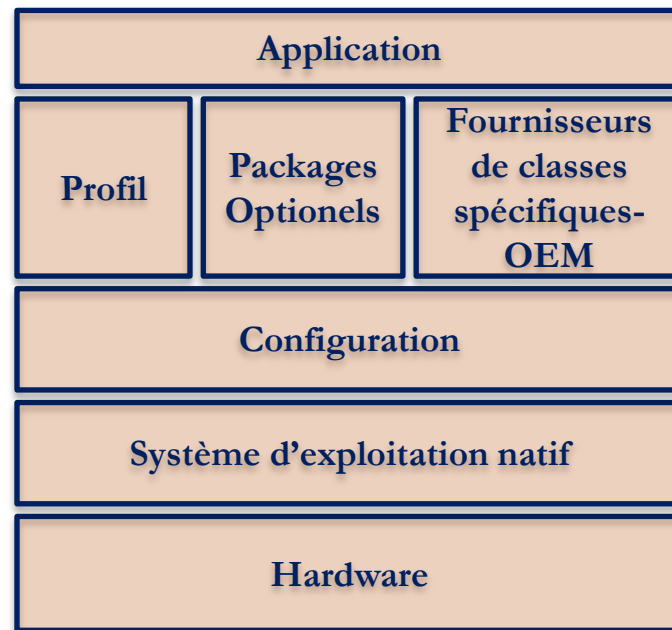 Application
Profil
Packages
Optionels
Fournisseurs
de classes
spécifiques-
OEM
Configuration
Système d’exploitation natif
Hardware